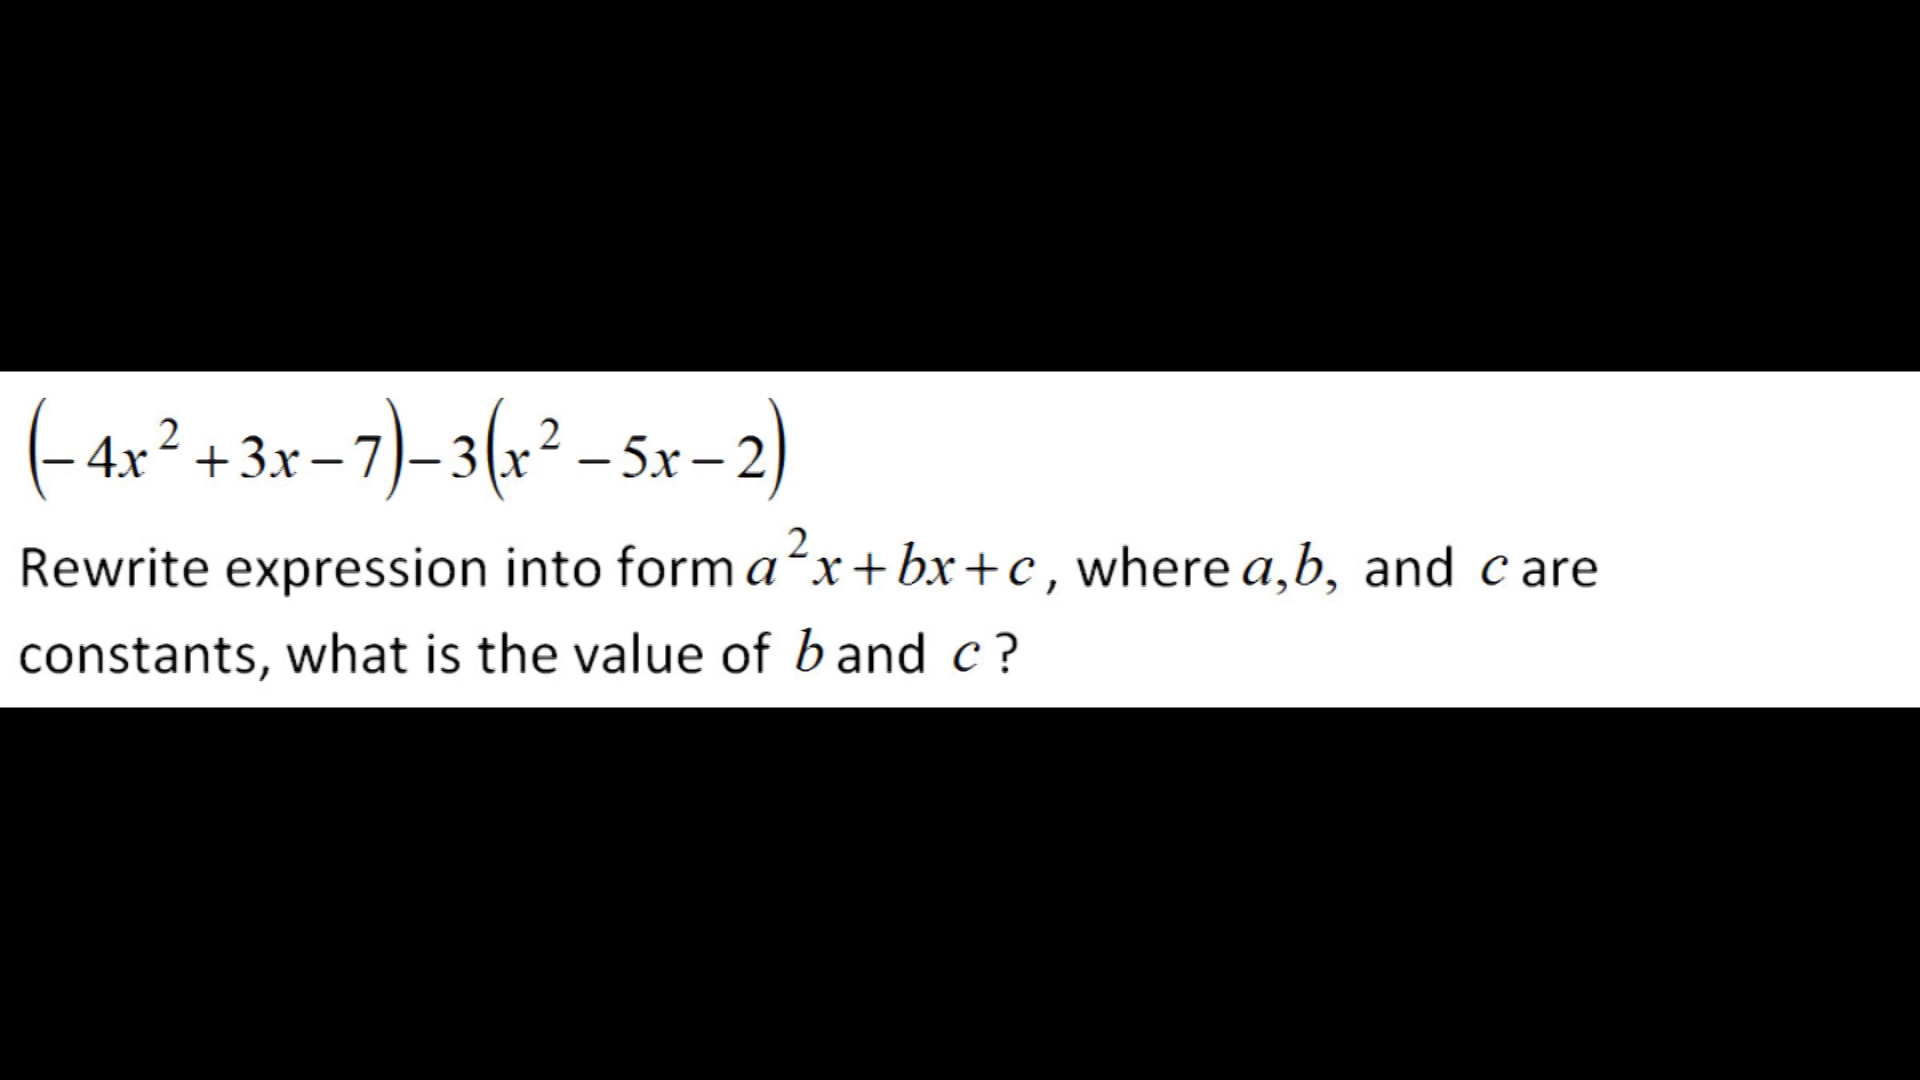 (-4x² +3x-7)-3(x² -5x-2)
Rewrite expression into form a²x+bx+c, where a,b, and c are
constants, what is the value of b and c ?